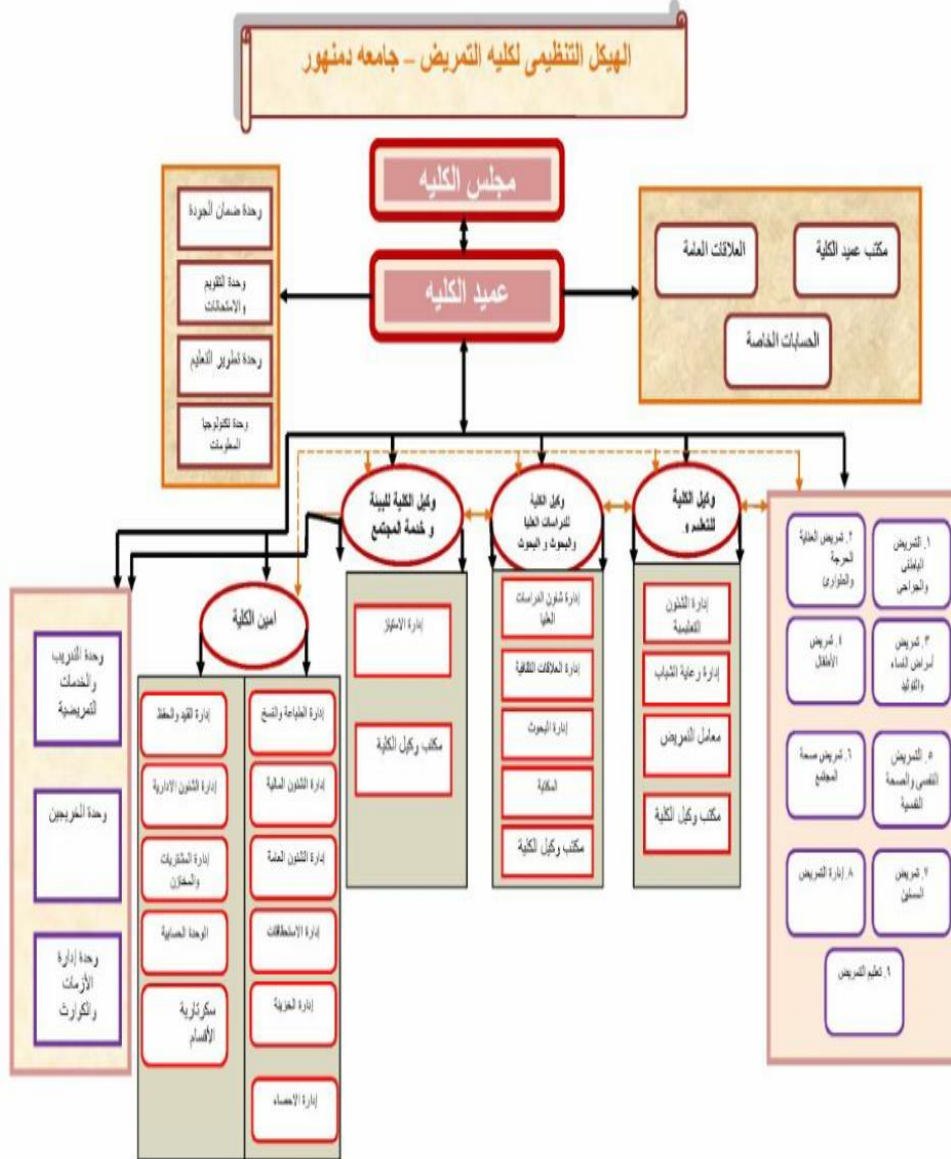 الهيكل التنظيمى لكليه التمريض – جامعه دمنهور
مجلس الكليه
عميد الكليه
مكتب عميد الكلية
العلاقات العامة
الحسابات الخاصة
وحدة ضمان الجودة
وحدة التقويم
والامتحانات
وحدة تطوير التعليم
وحدة تكنولوجيا
المعلومات
وكيل الكلية
للتعليم و.
وكيل الكلية
للدراسات العليا
والبحوث و البحوث
وكيل الكلية للبيئة
و خدمة المجتمع
امين الكلية
١. التمريض
الباطنى
والجراحى
٢. تمريض العناية
الحرجة
والطوارئ
٣. تمريض
أمراض النساء
والتوليد
٤. تمريض
الأطفال
٥. التمريض
النفسى والصحة
النفسية
٦. تمريض صحة
المجتمع
٧. تمريض
المسنين
٨. إدارة التمريض
٩. تعليم التمريض
إدارة الشئون
التعليمية
إدارة رعاية الشباب
معامل التمريض
مكتب وكيل الكلية
إدارة شئون الدراسات
العليا
إدارة العلاقات الثقافية
إدارة البحوث
المكتبة
مكتب وكيل الكلية
إدارة الامتياز
مكتب وكيل الكلية
إدارة الطباعة والنسخ
إدارة الشئون المالية
إدارة الشئون العامة
إدارة الاستحقاقات
إدارة الخزينة
إدارة الاحصاء
إدارة القيد والحفظ
إدارة الشئون الادارية
إدارة المشتريات
والمخازن
الوحدة الحسابية
سكرتارية
الأقسام
وحدة التدريب
والخدمات
التمريضية
وحدة الخريجين
وحدة إدارة
الأزمات
والكوارث